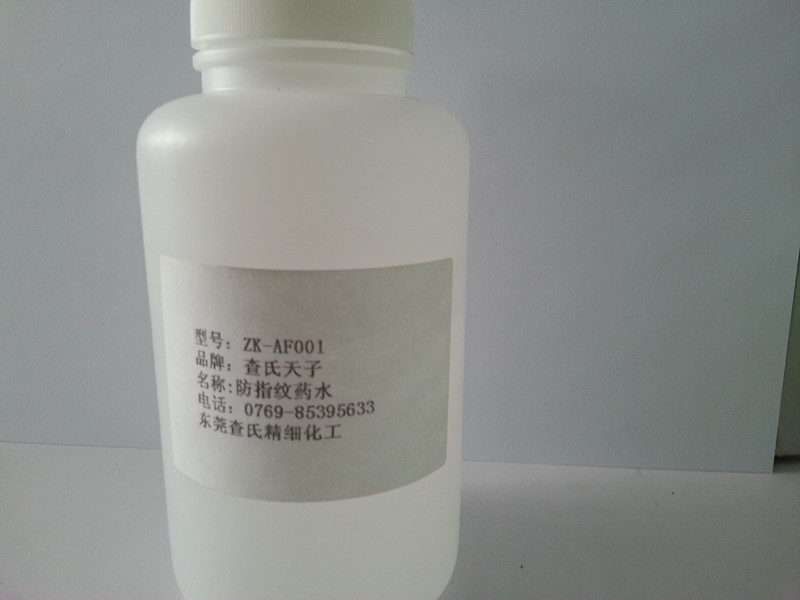 型号：ZK-AF001
品牌：查氏天子
名称:防指纹药水
电话：0769-85395633
东莞查氏精细化工